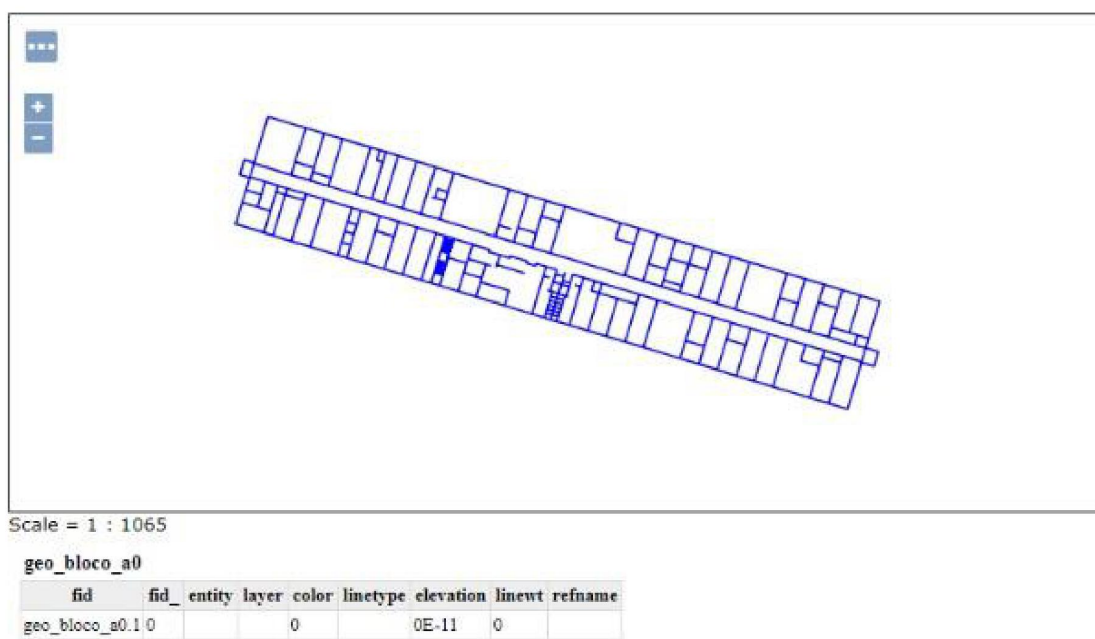 +
−
Scale = 1 : 1065
geo_bloco_a0
fid fid_ entity layer color linetype elevation linewt refname
geo_bloco_a0.1 0 0 0E-11 0